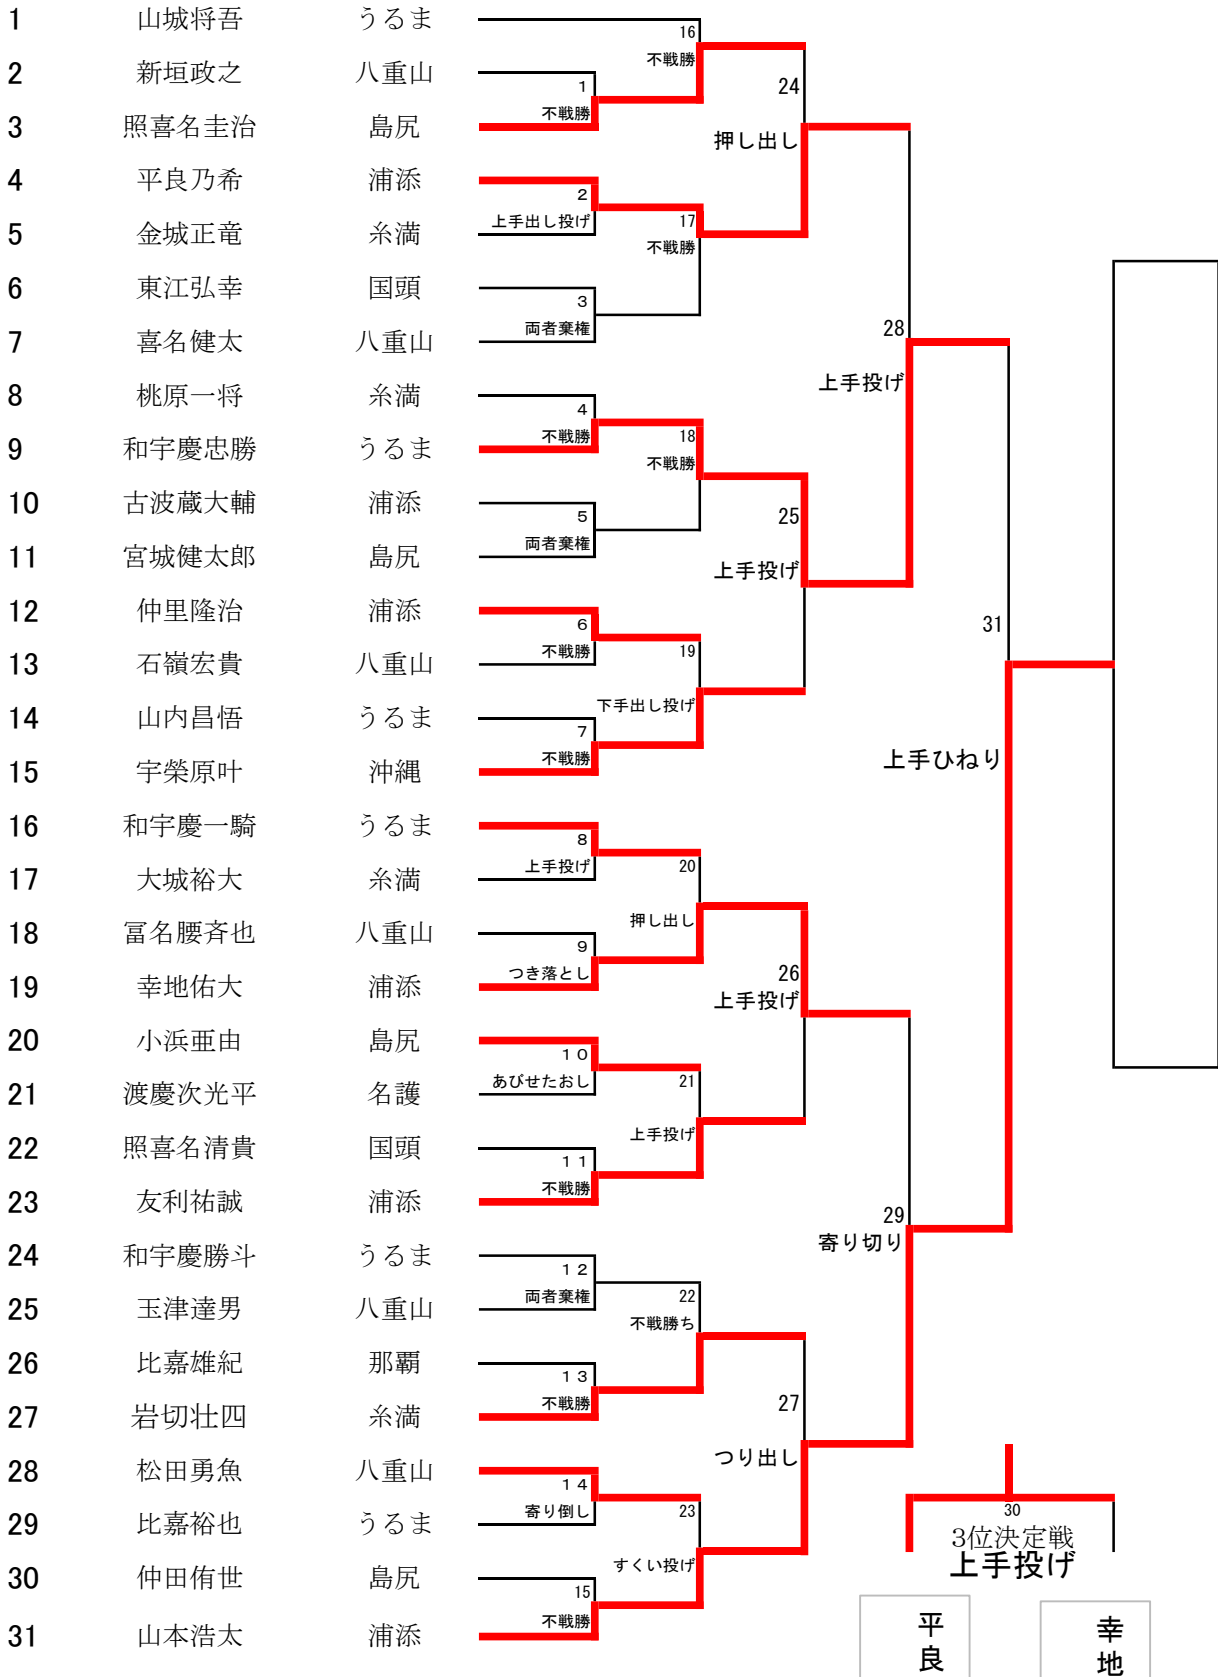 1 山城将吾 うるま
16
不戦勝
2 新垣政之 八重山
1
24
不戦勝
3 照喜名圭治 島尻
押し出し
4 平良乃希 浦添
2
上手出し投げ
17
5 金城正竜 糸満
不戦勝
6 東江弘幸 国頭
3
両者棄権
28
7 喜名健太 八重山
上手投げ
8 桃原一将 糸満
4
不戦勝
18
9 和宇慶忠勝 うるま
不戦勝
10 古波蔵大輔 浦添
5
25
両者棄権
11 宮城健太郎 島尻
上手投げ
12 仲里隆治 浦添
6
31
不戦勝
19
13 石嶺宏貴 八重山
下手出し投げ
14 山内昌悟 うるま
7
不戦勝
上手ひねり
15 宇榮原叶 沖縄
16 和宇慶一騎 うるま
8
上手投げ
20
17 大城裕大 糸満
押し出し
18 冨名腰斉也 八重山
9
つき落とし
26
19 幸地佑大 浦添
上手投げ
20 小浜亜由 島尻
10
あびせたおし
21
21 渡慶次光平 名護
上手投げ
22 照喜名清貴 国頭
11
不戦勝
23 友利祐誠 浦添
29
寄り切り
24 和宇慶勝斗 うるま
12
両者棄権
22
25 玉津達男 八重山
不戦勝ち
26 比嘉雄紀 那覇
13
不戦勝
27
27 岩切壮四 糸満
つり出し
28 松田勇魚 八重山
14
寄り倒し
23
30
29 比嘉裕也 うるま
3位決定戦
すくい投げ
上手投げ
30 仲田侑世 島尻
15
不戦勝
31 山本浩太 浦添
平良
幸地